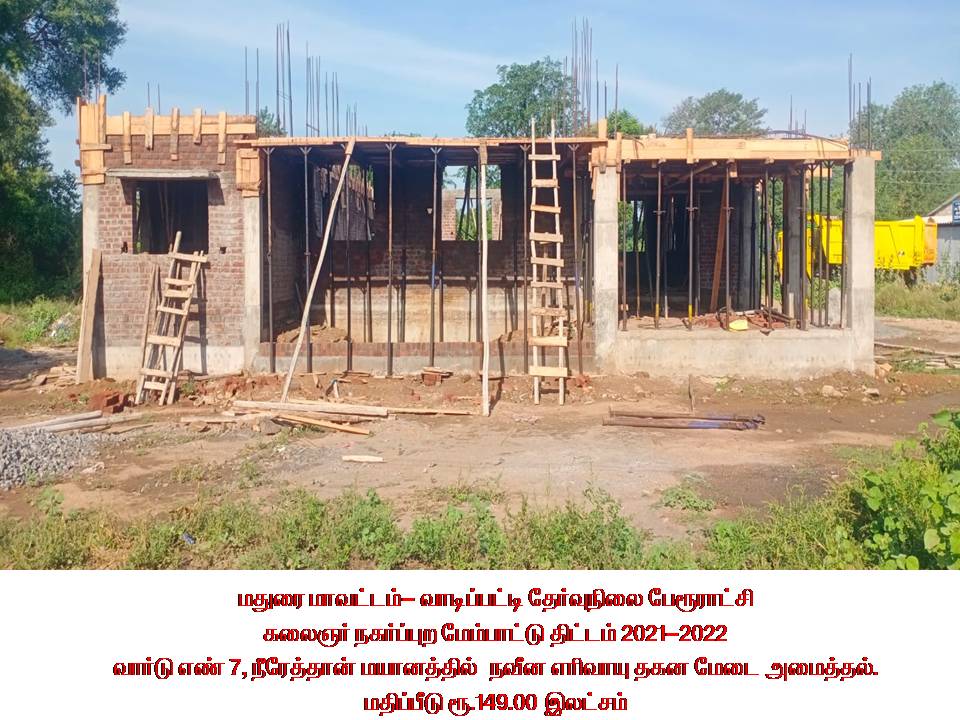 மதுரை மாவட்டம்– வாடிப்பட்டி தேர்வுநிலை பேரூராட்சி
கலைஞர் நகர்ப்புற மேம்பாட்டு திட்டம் 2021–2022
வார்டு எண் 7, நீரேத்தான் மயானத்தில் நவீன எரிவாயு தகன மேடை அமைத்தல்.
மதிப்பீடு ரூ.149.00 இலட்சம்